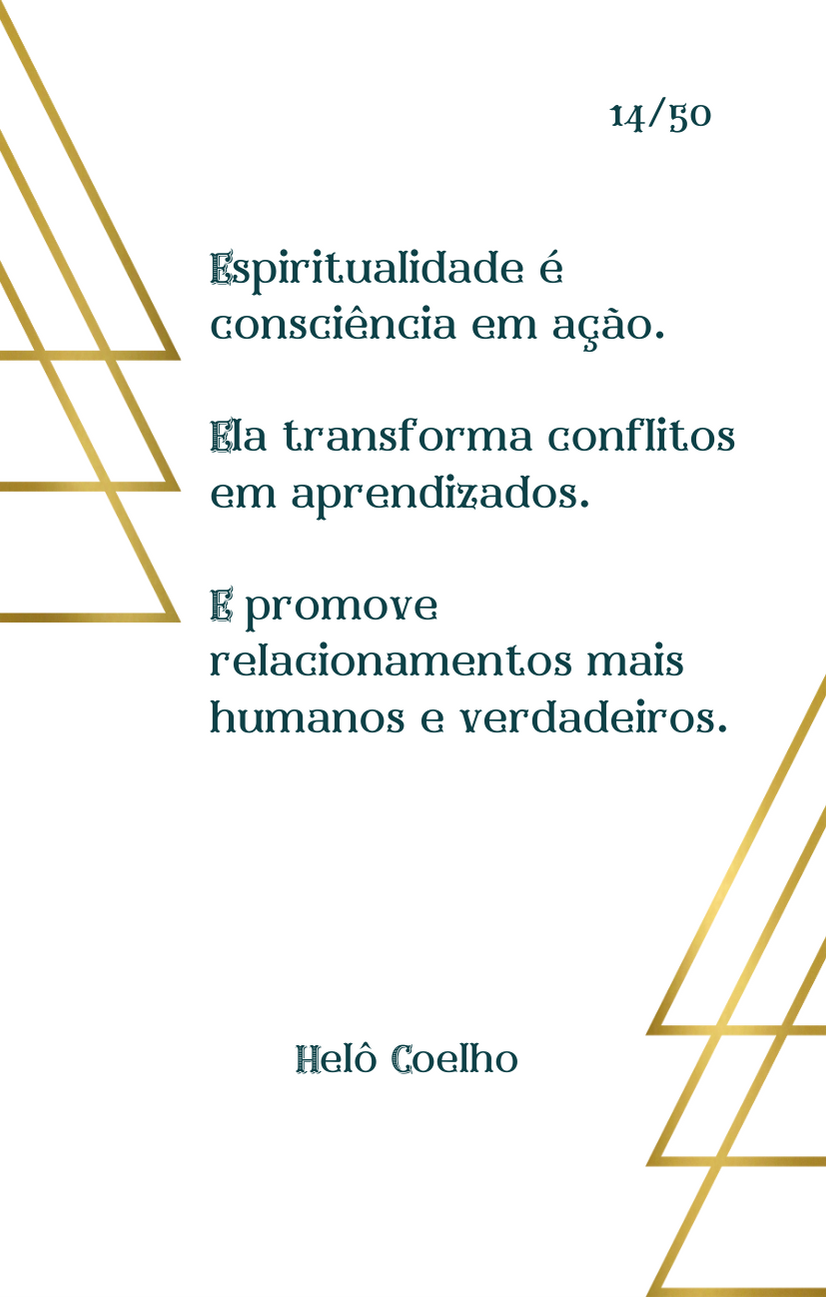 14/50
Espiritualidade é
consciência em ação.
Ela transforma conflitos
em aprendizados.
E promove
relacionamentos mais
humanos e verdadeiros.
Helô Coelho